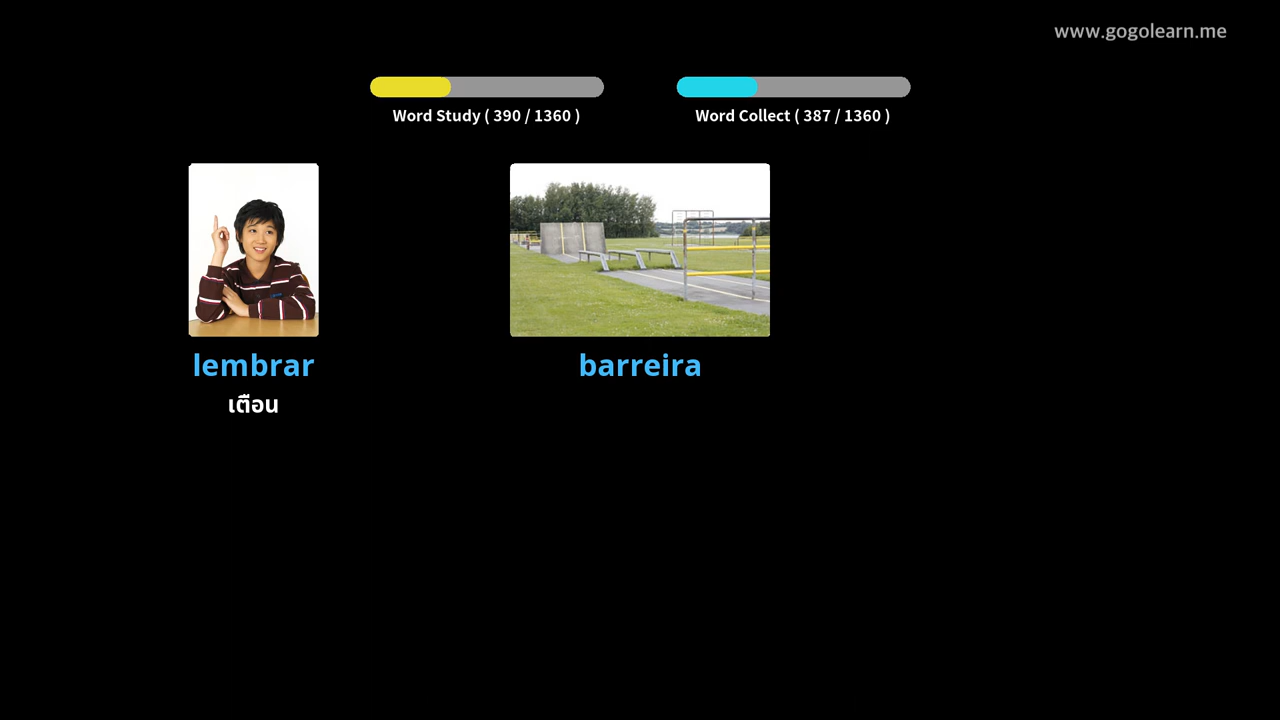 www.gogolearn.me
Word Study ( 390 / 1360 )
Word Collect ( 387 / 1360 )
lembrar
เตือน
barreira